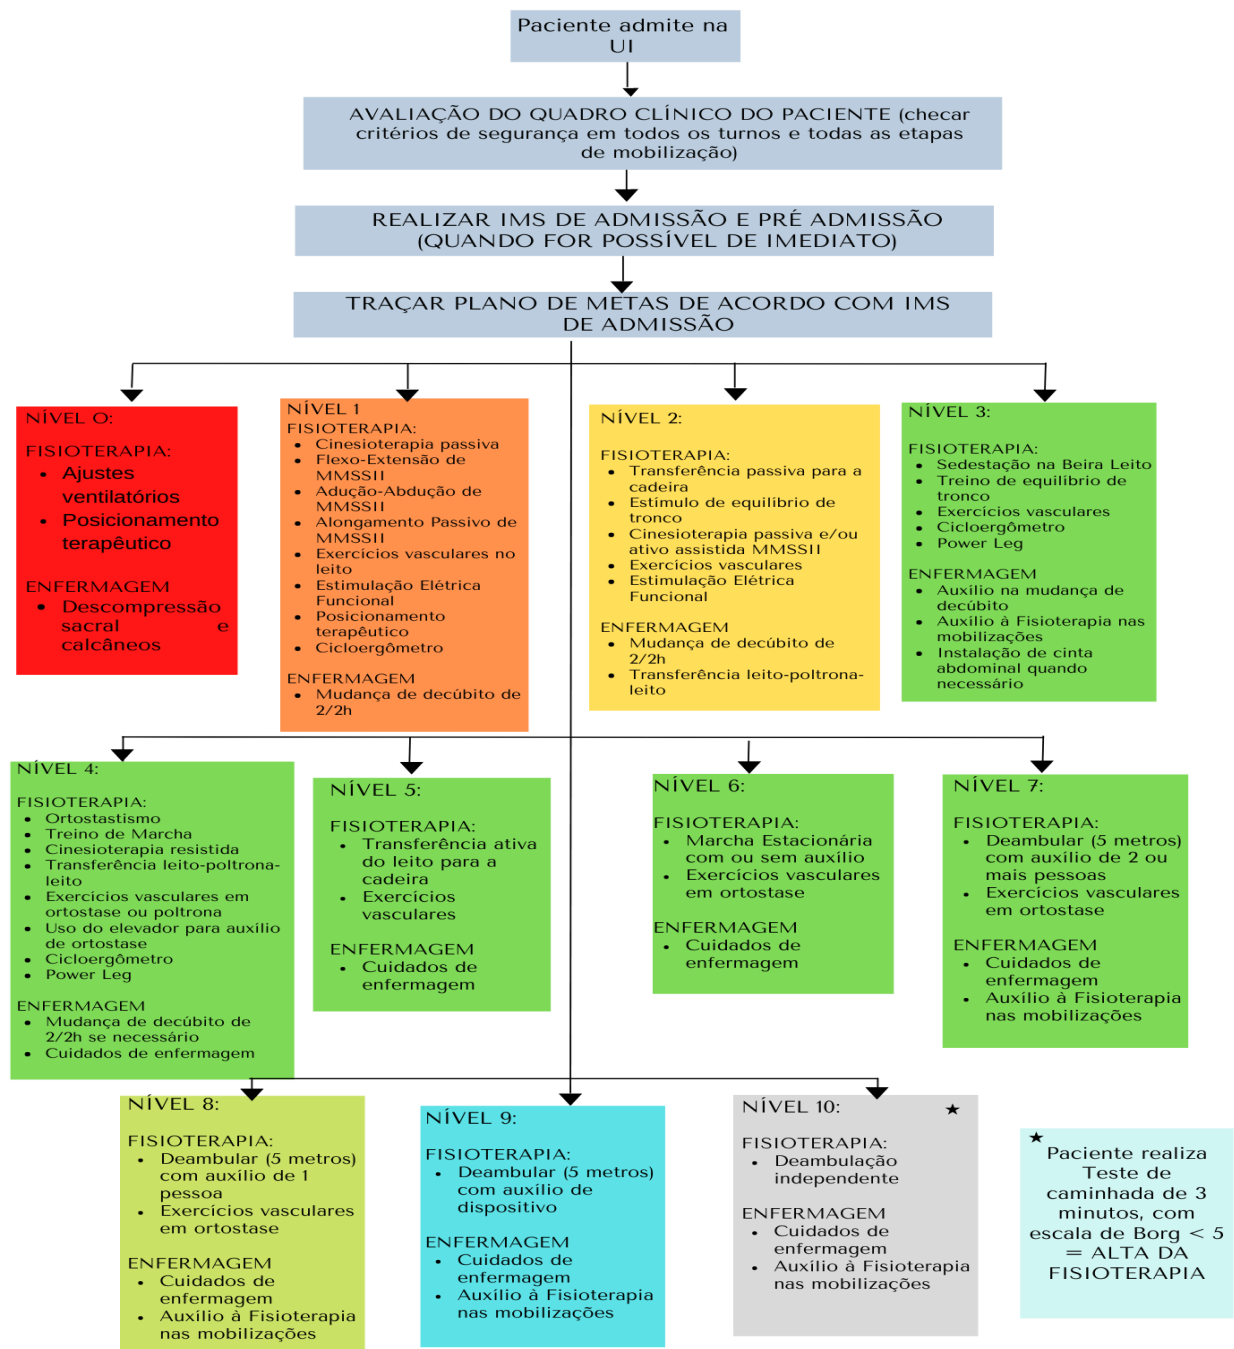 Paciente admite na
UI
AVALIAÇÃO DO QUADRO CLÍNICO DO PACIENTE (checar
critérios de segurança em todos os turnos e todas as etapas
de mobilização)
REALIZAR IMS DE ADMISSÃO E PRÉ ADMISSÃO
(QUANDO FOR POSSÍVEL DE IMEDIATO)
TRAÇAR PLANO DE METAS DE ACORDO COM IMS
DE ADMISSÃO
NÍVEL O:
FISIOTERAPIA:
• Ajustes
ventilatórios
• Posicionamento
terapêutico
ENFERMAGEM
• Descompressão
sacral e
calcâneos
NÍVEL 1
FISIOTERAPIA:
• Cinesioterapia passiva
• Flexo-Extensão de
MMSSII
• Adução-Abdução de
MMSSII
• Alongamento Passivo de
MMSSII
• Exercícios vasculares no
leito
• Estimulação Elétrica
Funcional
• Posicionamento
terapêutico
• Cicloergômetro
ENFERMAGEM
• Mudança de decúbito de
2/2h
NÍVEL 2:
FISIOTERAPIA:
• Transferência passiva para a
cadeira
• Estímulo de equilíbrio de
tronco
• Cinesioterapia passiva e/ou
ativo assistida MMSSII
• Exercícios vasculares
• Estimulação Elétrica
Funcional
ENFERMAGEM
• Mudança de decúbito de
2/2h
• Transferência leito-poltrona-
leito
NÍVEL 3:
FISIOTERAPIA:
• Sedestação na Beira Leito
• Treino de equilíbrio de
tronco
• Exercícios vasculares
• Cicloergômetro
• Power Leg
ENFERMAGEM
• Auxílio na mudança de
decúbito
• Auxílio à Fisioterapia nas
mobilizações
• Instalação de cinta
abdominal quando
necessário
NÍVEL 4:
FISIOTERAPIA:
• Ortostastismo
• Treino de Marcha
• Cinesioterapia resistida
• Transferência leito-poltrona-
leito
• Exercícios vasculares em
ortostase ou poltrona
• Uso do elevador para auxílio
de ortostase
• Cicloergômetro
• Power Leg
ENFERMAGEM
• Mudança de decúbito de
2/2h se necessário
• Cuidados de enfermagem
NÍVEL 5:
FISIOTERAPIA:
• Transferência ativa
do leito para a
cadeira
• Exercícios
vasculares
ENFERMAGEM
• Cuidados de
enfermagem
NÍVEL 6:
FISIOTERAPIA:
• Marcha Estacionária
com ou sem auxílio
• Exercícios vasculares
em ortostase
ENFERMAGEM
• Cuidados de
enfermagem
NÍVEL 7:
FISIOTERAPIA:
• Deambular (5 metros)
com auxílio de 2 ou
mais pessoas
• Exercícios vasculares
em ortostase
ENFERMAGEM
• Cuidados de
enfermagem
• Auxílio à Fisioterapia
nas mobilizações
NÍVEL 8:
FISIOTERAPIA:
• Deambular (5 metros)
com auxílio de 1
pessoa
• Exercícios vasculares
em ortostase
ENFERMAGEM
• Cuidados de
enfermagem
• Auxílio à Fisioterapia
nas mobilizações
NÍVEL 9:
FISIOTERAPIA:
• Deambular (5 metros)
com auxílio de
dispositivo
ENFERMAGEM
• Cuidados de
enfermagem
• Auxílio à Fisioterapia
nas mobilizações
NÍVEL 10: ★
FISIOTERAPIA:
• Deambulação
independente
ENFERMAGEM
• Cuidados de
enfermagem
• Auxílio à Fisioterapia
nas mobilizações
★
Paciente realiza
Teste de
caminhada de 3
minutos, com
escala de Borg < 5
= ALTA DA
FISIOTERAPIA